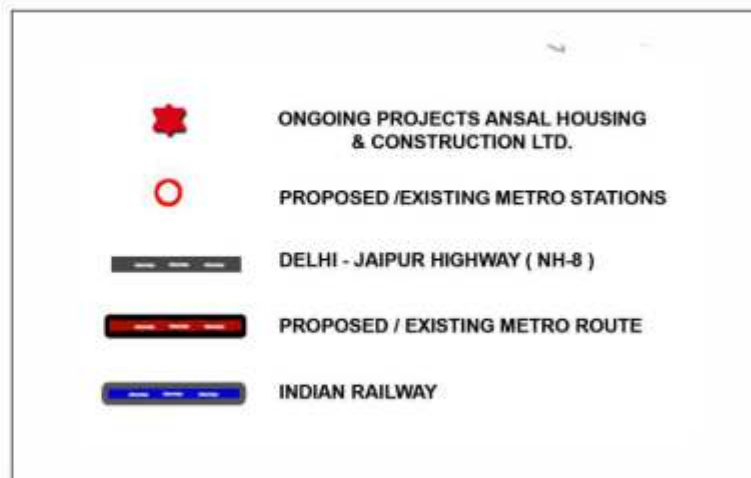 ONGOING PROJECTS ANSAL HOUSING
& CONSTRUCTION LTD.
PROPOSED /EXISTING METRO STATIONS
DELHI - JAIPUR HIGHWAY ( NH-8 )
PROPOSED / EXISTING METRO ROUTE
INDIAN RAILWAY